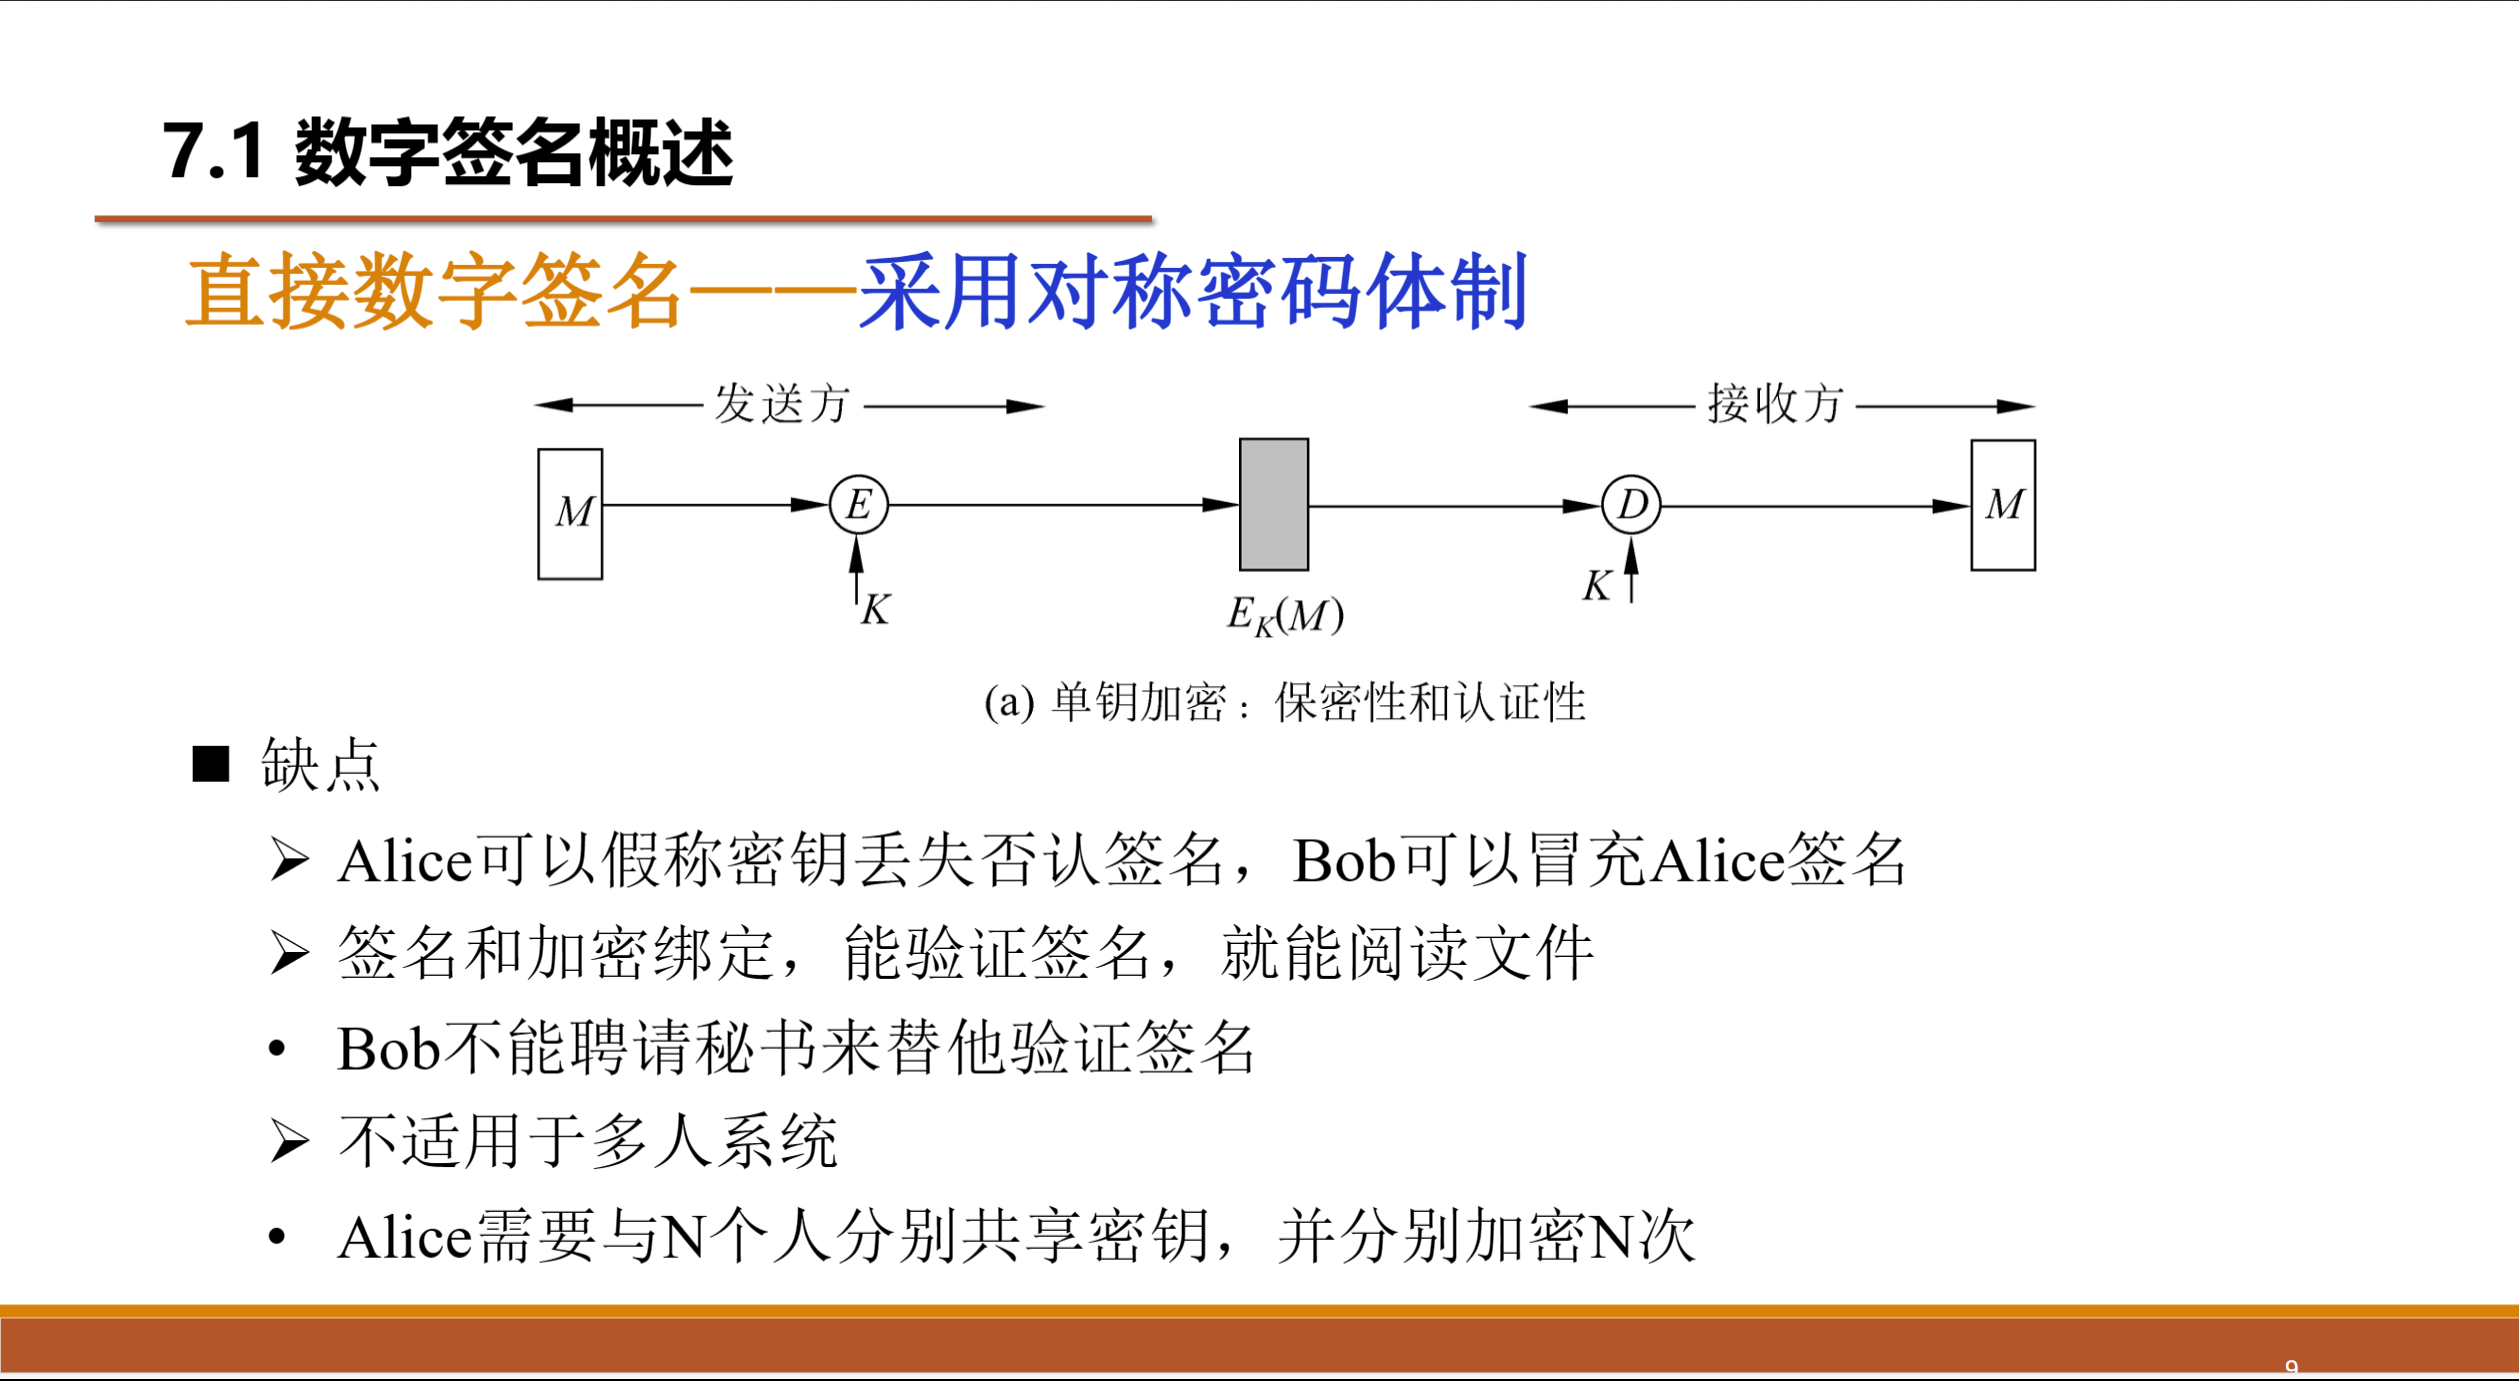 7.1 数字签名概述
直接数字签名——采用对称密码体制
发送方 接收方
M E D M
K K
E_K(M)
(a) 单钥加密：保密性和认证性
■ 缺点
➢ Alice可以假称密钥丢失否认签名，Bob可以冒充Alice签名
➢ 签名和加密绑定，能验证签名，就能阅读文件
• Bob不能聘请秘书来替他验证签名
➢ 不适用于多人系统
• Alice需要与N个人分别共享密钥，并分别加密N次
9